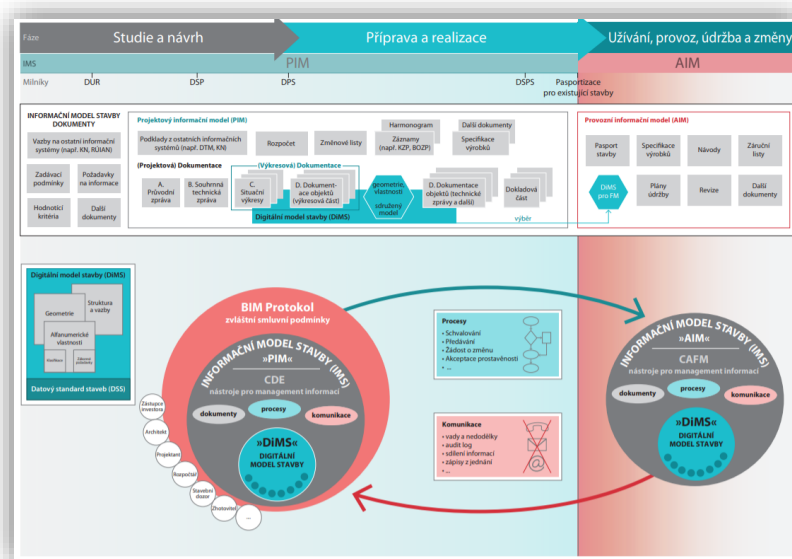 Fáze
Studie a návrh
Příprava a realizace
Užívání, provoz, údržba a změny
IMS
PIM
AIM
Milníky
DUR
DSP
DPS
DSPS
Pasportizace
pro existující stavby
INFORMAČNÍ MODEL STAVBY
DOKUMENTY
Vazby na ostatní informační
systémy (např. KN, RÚIAN)
Zadávací
podmínky
Požadavky
na informace
Hodnotící
kritéria
Další
dokumenty
Projektový informační model (PIM)
Podklady z ostatních informačních
systémů (např. DTM, KN)
Rozpočet
Změnové listy
Harmonogram
Záznamy
(např. KZP, BOZP)
Další dokumenty
Specifikace
výrobků
(Projektová) Dokumentace
(Výkresová) Dokumentace
A.
Průvodní
zpráva
B. Souhrnná
technická
zpráva
C.
Situační
výkresy
D. Dokument-
ace objektů
(výkresová část)
geometrie
vlastnosti
sdružený
model
D. Dokumentace
objektů (technické
zprávy a další)
Dokladová
část
Digitální model stavby (DiMS)
výběr
Provozní informační model (AIM)
Pasport
stavby
Specifikace
výrobků
Návody
Záruční
listy
DiMS
pro FM
Plány
údržby
Revize
Další
dokumenty
Digitální model stavby (DiMS)
Struktura
a vazby
Geometrie
Alfanumerické
vlastnosti
Datový standard staveb (DSS)
BIM Protokol
zvláštní smluvní podmínky
INFORMAČNÍ MODEL STAVBY (IMS)
»PIM«
CDE
nástroje pro management informací
dokumenty
procesy
komunikace
»DiMS«
DIGITÁLNÍ
MODEL STAVBY
Zástupce
investora
Architekt
Projektant
Rozpočtář
Stavební
dozor
Zhotovitel
...
Procesy
• Schvalování
• Předávání
• Žádost o změnu
• Akceptace prostavěnosti
• ...
Komunikace
• vady a nedodělky
• audit log
• sdílení informací
• zápisy z jednání
• ...
@
INFORMAČNÍ MODEL STAVBY (IMS)
»AIM«
CAFM
nástroje pro management informací
dokumenty
procesy
komunikace
»DiMS«
DIGITÁLNÍ
MODEL STAVBY